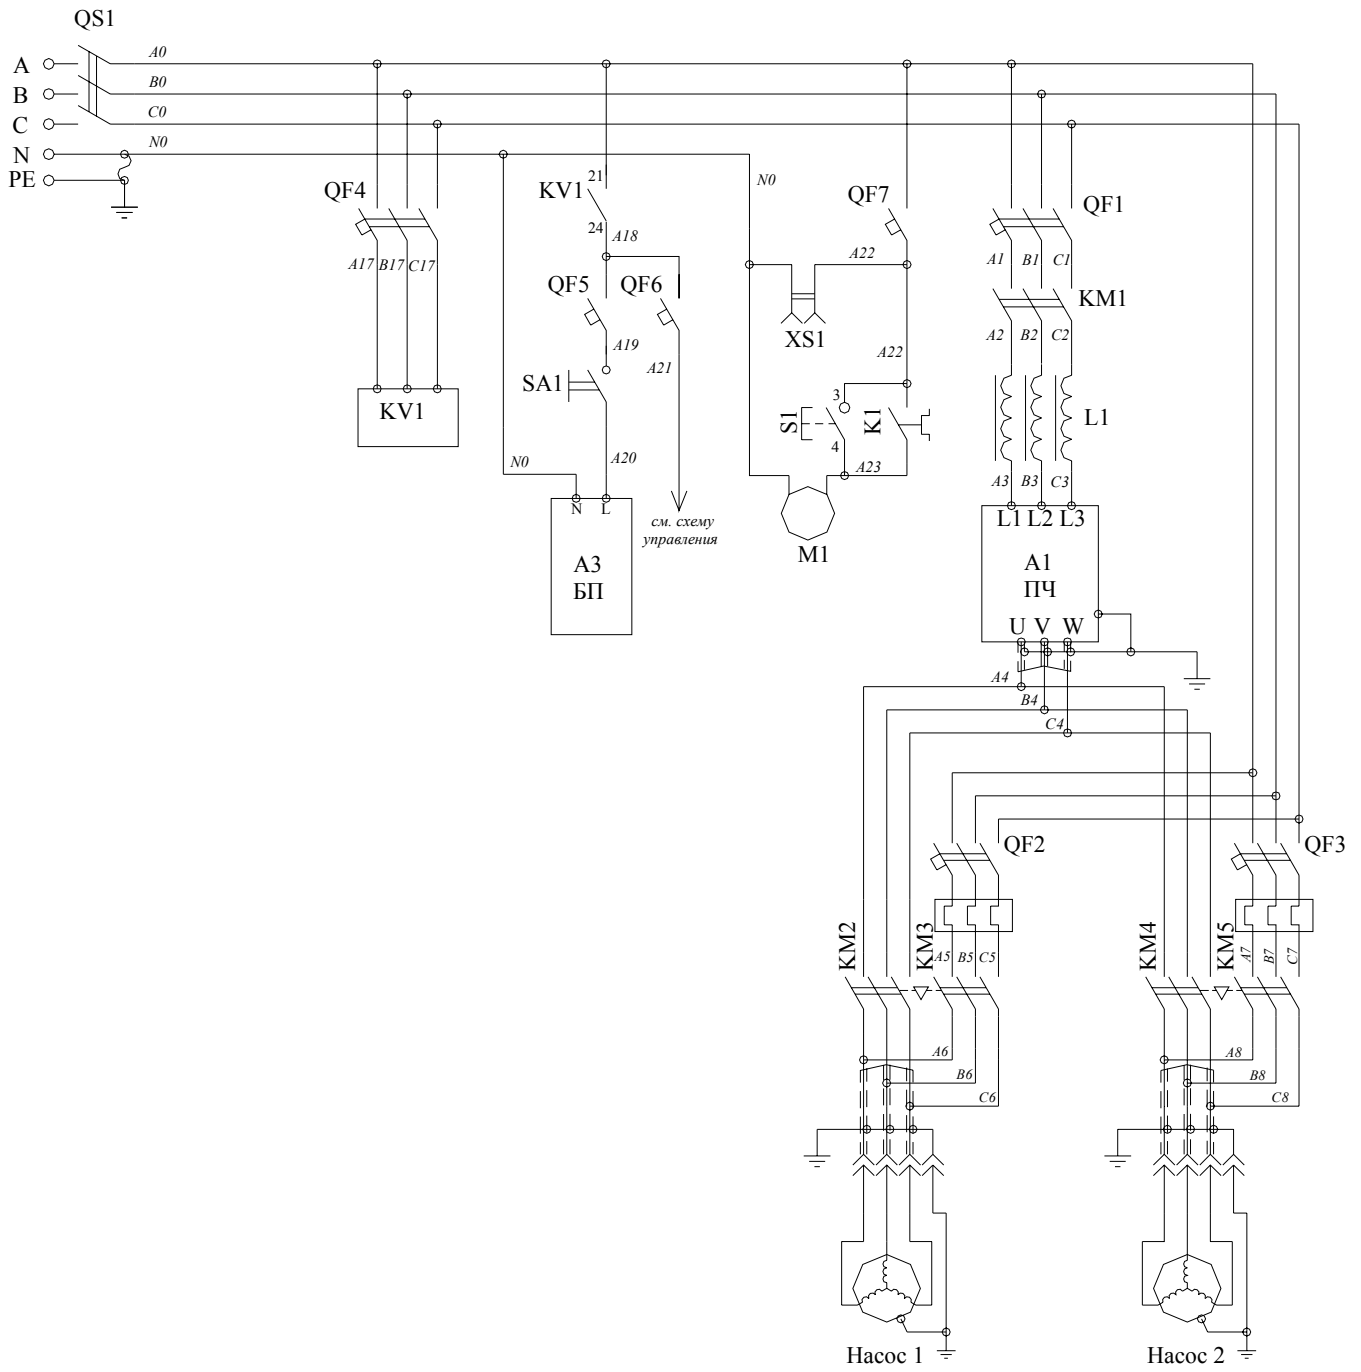 QS1
A
A0
B
B0
C
C0
N
N0
PE
QF4
A17
B17
C17
KV1
21
KV1
24
A18
QF5
QF6
A19
A21
SA1
A20
N0
N
L
А3
БП
см. схему
управления
N0
QF7
A22
XS1
A22
3
S1
4
K1
A23
M1
QF1
A1
B1
C1
KM1
A2
B2
C2
L1
A3
B3
C3
L1
L2
L3
А1
ПЧ
U
V
W
A4
B4
C4
QF2
QF3
KM2
KM3
A5
B5
C5
KM4
KM5
A7
B7
C7
A6
B6
C6
A8
B8
C8
Насос 1
Насос 2